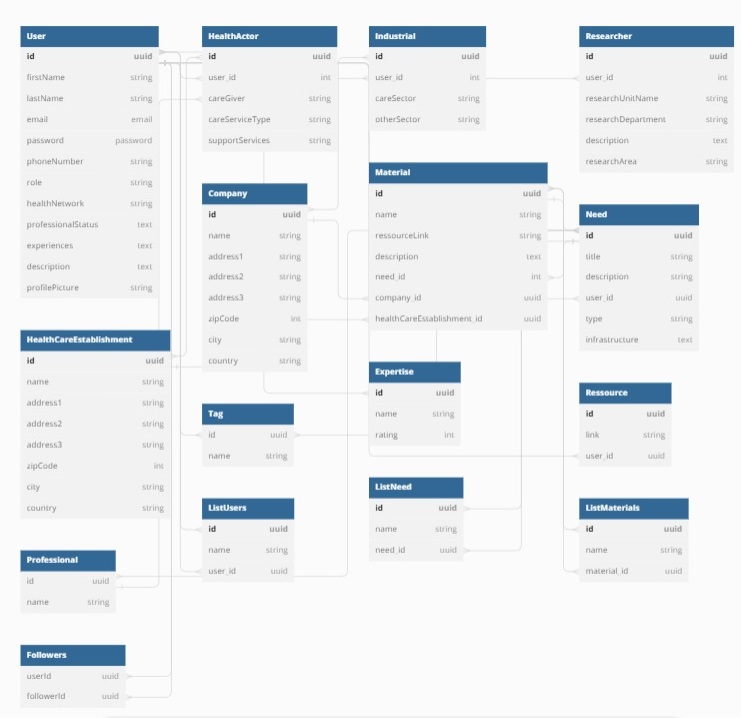 User
id uuid
firstName string
lastName string
email email
password password
phoneNumber string
role string
healthNetwork string
professionalStatus text
experiences text
description text
profilePicture string
HealthActor
id uuid
user_id int
careGiver string
careServiceType string
supportServices string
Industrial
id uuid
user_id int
careSector string
otherSector string
Researcher
id uuid
user_id int
researchUnitName string
researchDepartment string
description text
researchArea string
Company
id uuid
name string
address1 string
address2 string
address3 string
zipCode int
city string
country string
Material
id uuid
name string
ressourceLink string
description text
need_id int
company_id uuid
healthCareEstablishment_id uuid
Need
id uuid
title string
description string
user_id uuid
type string
infrastructure text
HealthCareEstablishment
id uuid
name string
address1 string
address2 string
address3 string
zipCode int
city string
country string
Tag
id uuid
name string
Expertise
id uuid
name string
rating int
Ressource
id uuid
link string
user_id uuid
ListUsers
id uuid
name string
user_id uuid
ListNeed
id uuid
name string
need_id uuid
ListMaterials
id uuid
name string
material_id uuid
Professional
id uuid
name string
Followers
userId uuid
followerId uuid